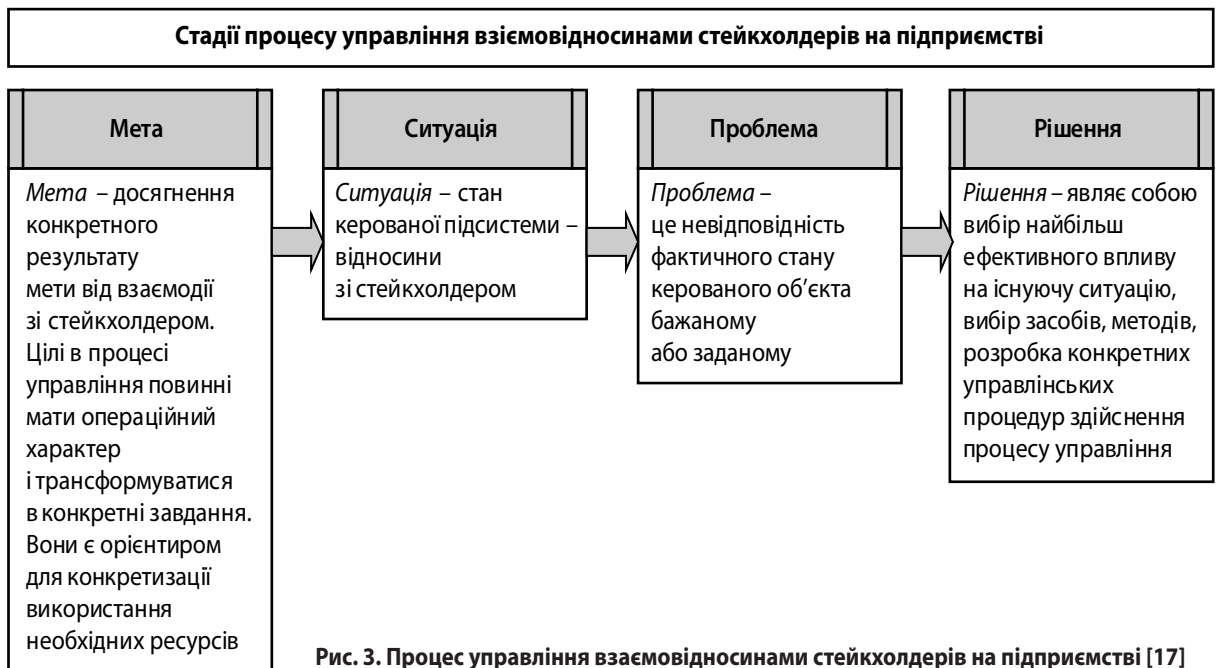 Стадії процесу управління взіємовідносинами стейкхолдерів на підприємстві
Мета
Мета – досягнення
конкретного
результату
мети від взаємодії
зі стейкхолдером.
Цілі в процесі
управління повинні
мати операційний
характер
і трансформуватися
в конкретні завдання.
Вони є орієнтиром
для конкретизації
використання
необхідних ресурсів
Ситуація
Ситуація – стан
керованої підсистеми –
відносини
зі стейкхолдером
Проблема
Проблема –
це невідповідність
фактичного стану
керованого об’єкта
бажаному
або заданому
Рішення
Рішення – являє собою
вибір найбільш
ефективного впливу
на існуючу ситуацію,
вибір засобів, методів,
розробка конкретних
управлінських
процедур здійснення
процесу управління
Рис. 3. Процес управління взаємовідносинами стейкхолдерів на підприємстві [17]